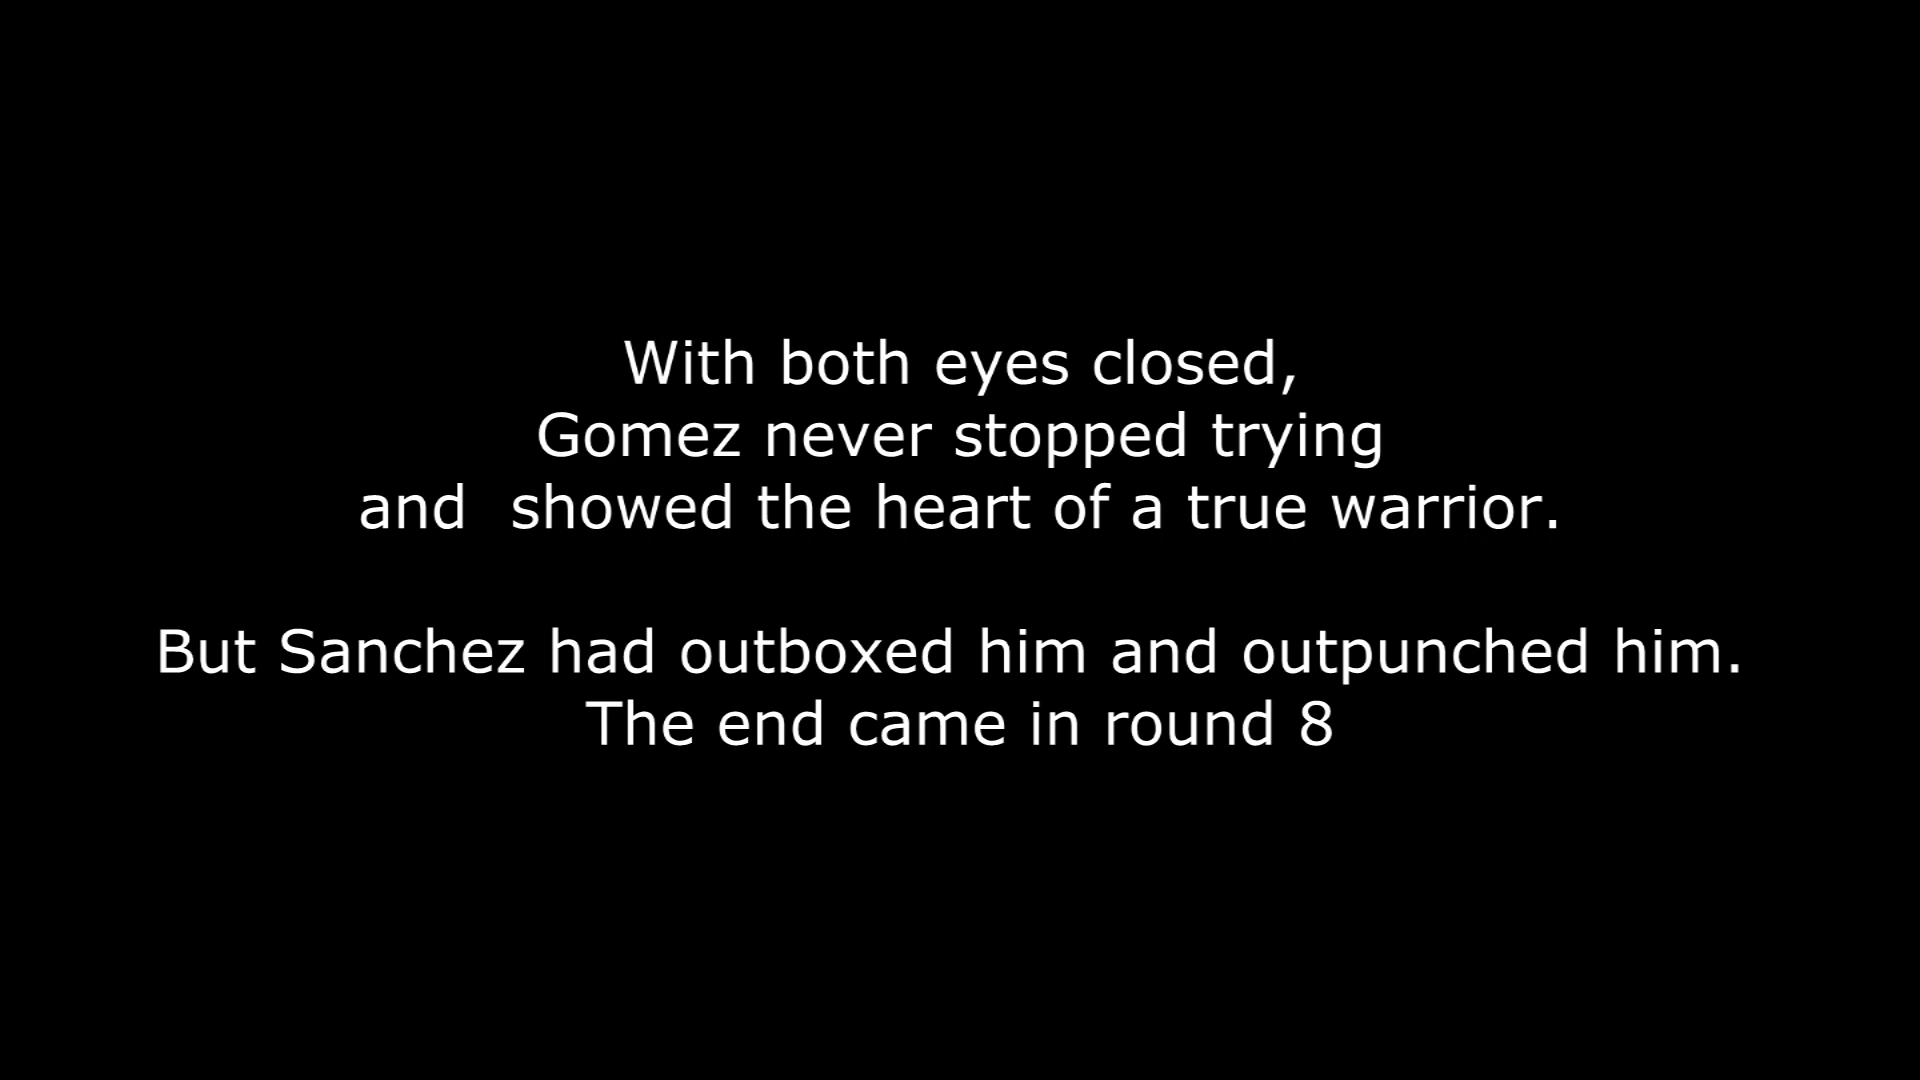 With both eyes closed,
Gomez never stopped trying
and  showed the heart of a true warrior.
But Sanchez had outboxed him and outpunched him.
The end came in round 8